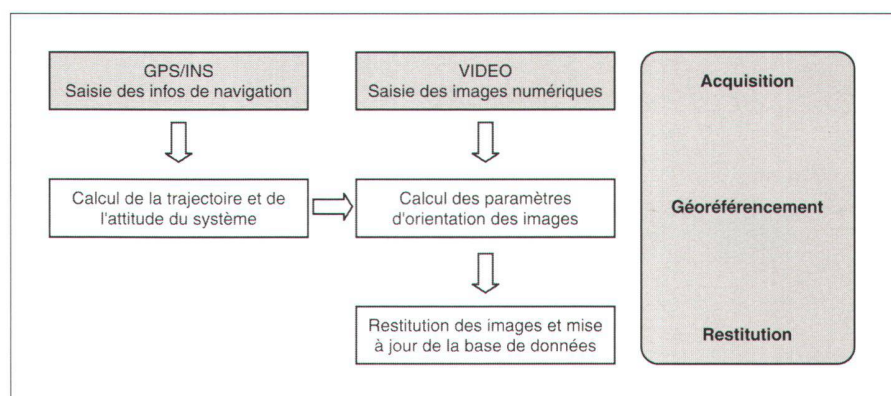 GPS/INS
Saisie des infos de navigation
VIDEO
Saisie des images numériques
Acquisition
Calcul de la trajectoire et de
l'attitude du système
Calcul des paramètres
d'orientation des images
Géoréférencement
Restitution des images et mise
à jour de la base de données
Restitution